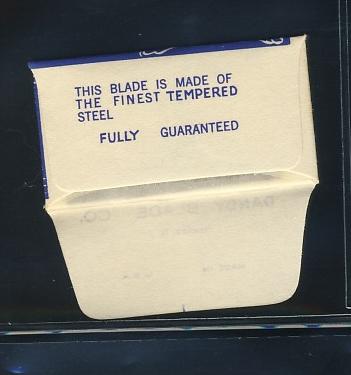 THIS BLADE IS MADE OF
THE FINEST TEMPERED
STEEL
FULLY GUARANTEED